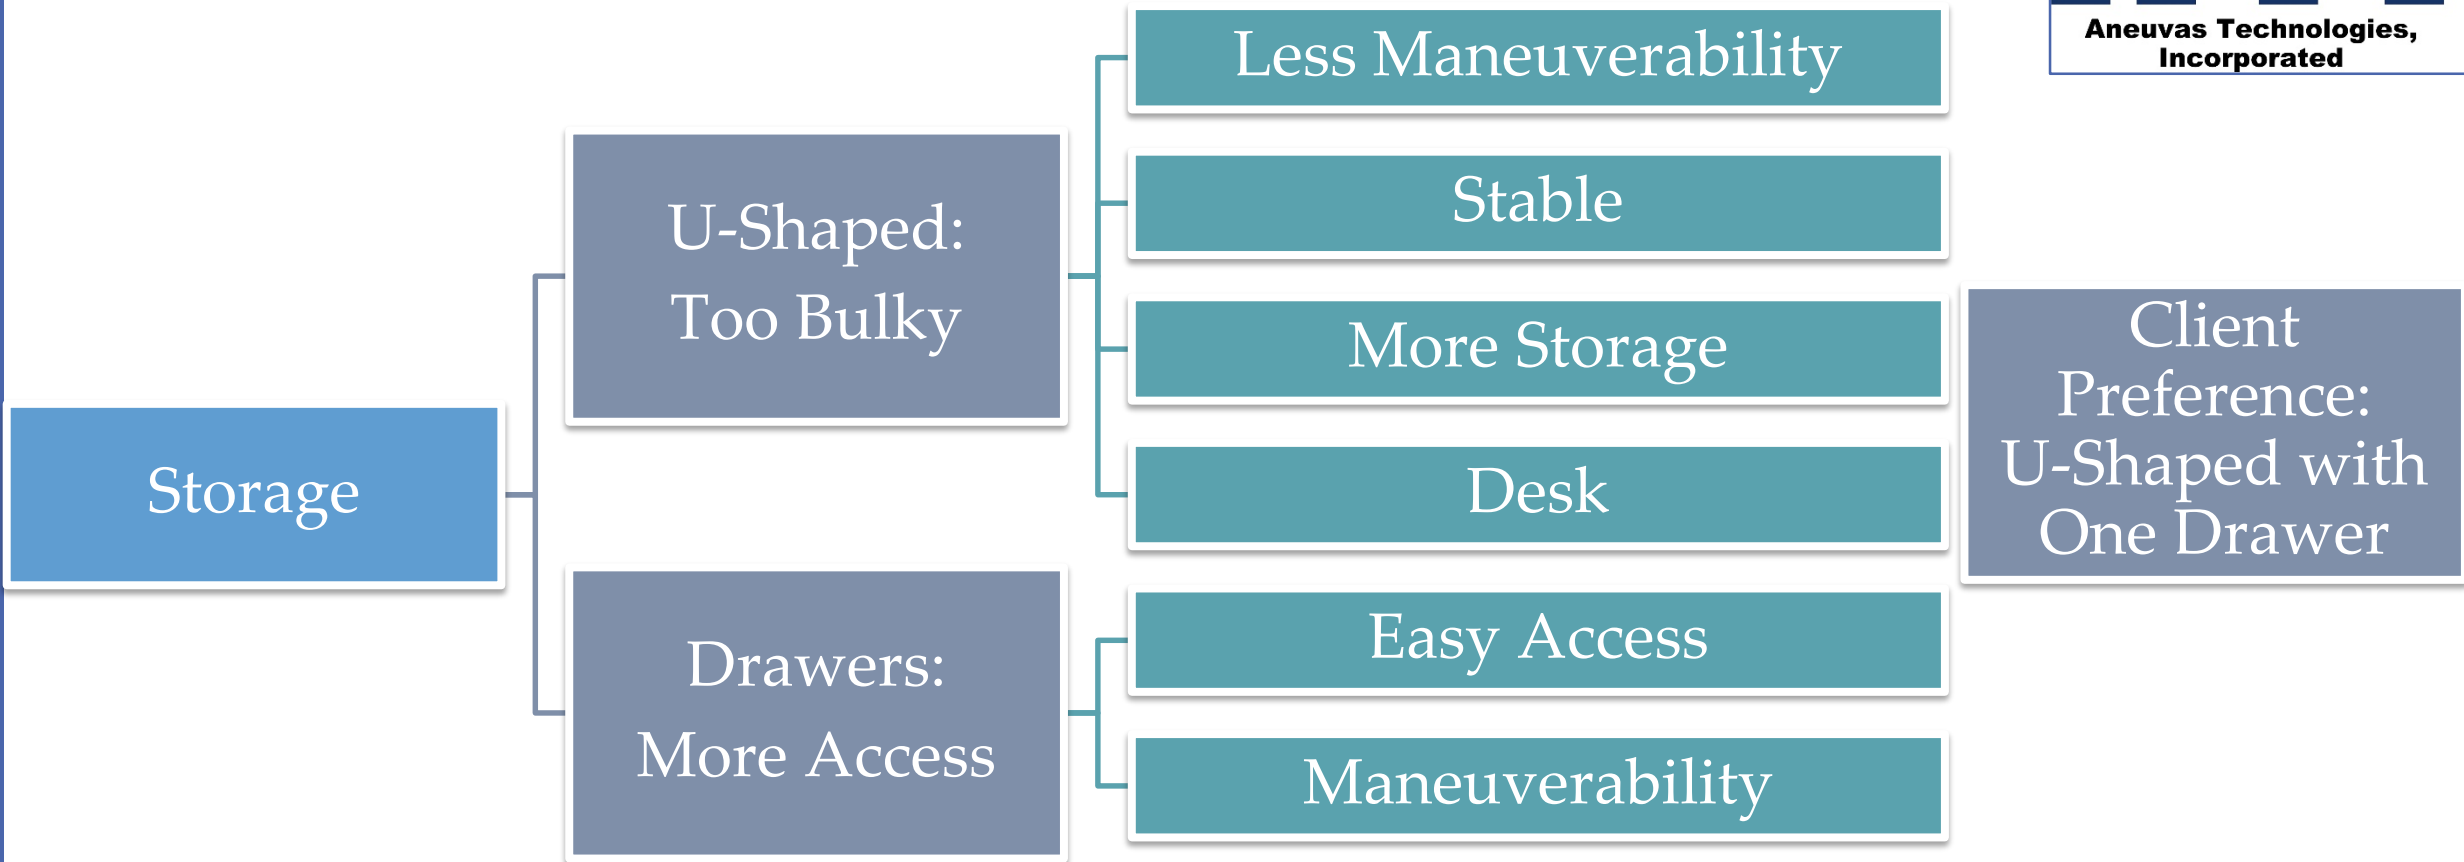 Aneuvas Technologies,
Incorporated
Storage
U-Shaped:
Too Bulky
Less Maneuverability
Stable
More Storage
Desk
Drawers:
More Access
Easy Access
Maneuverability
Client
Preference:
U-Shaped with
One Drawer